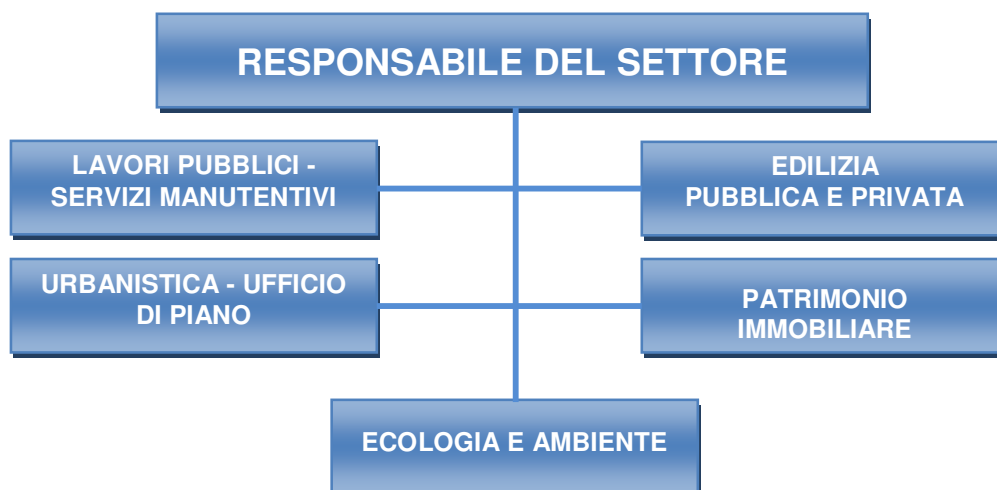 RESPONSABILE DEL SETTORE
LAVORI PUBBLICI -
SERVIZI MANUTENTIVI
EDILIZIA
PUBBLICA E PRIVATA
URBANISTICA - UFFICIO
DI PIANO
PATRIMONIO
IMMOBILIARE
ECOLOGIA E AMBIENTE